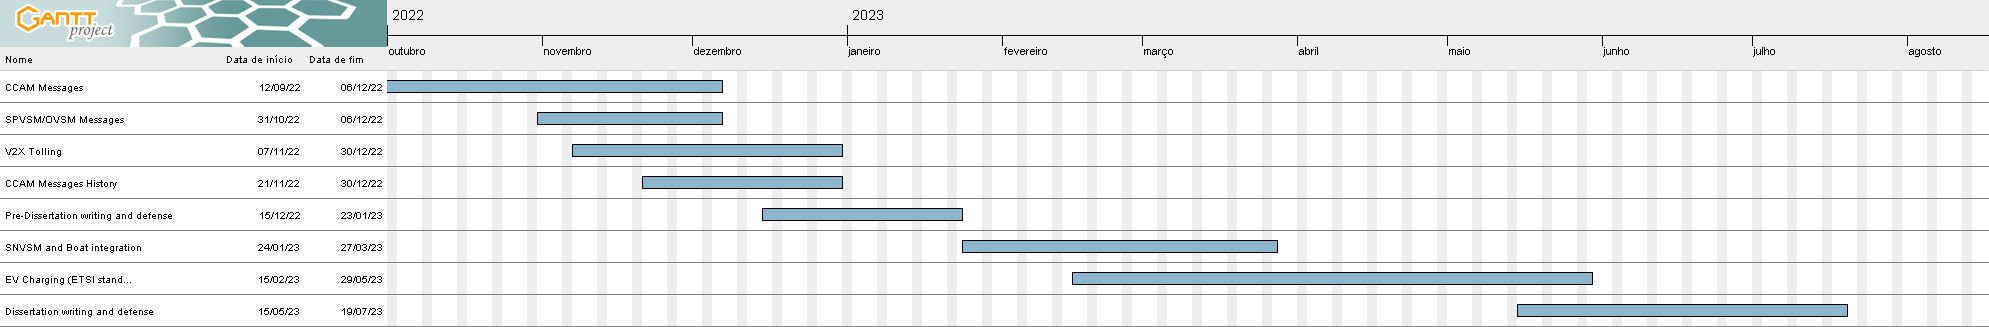 GANTT
project
2022 2023
outubro novembro dezembro janeiro fevereiro março abril maio junho julho agosto
Nome Data de início Data de fim
CCAM Messages 12/09/22 06/12/22
SPVSM/OVSM Messages 31/10/22 06/12/22
V2X Tolling 07/11/22 30/12/22
CCAM Messages History 21/11/22 30/12/22
Pre-Dissertation writing and defense 15/12/22 23/01/23
SNVSM and Boat integration 24/01/23 27/03/23
EV Charging (ETSI stand... 15/02/23 29/05/23
Dissertation writing and defense 15/05/23 19/07/23